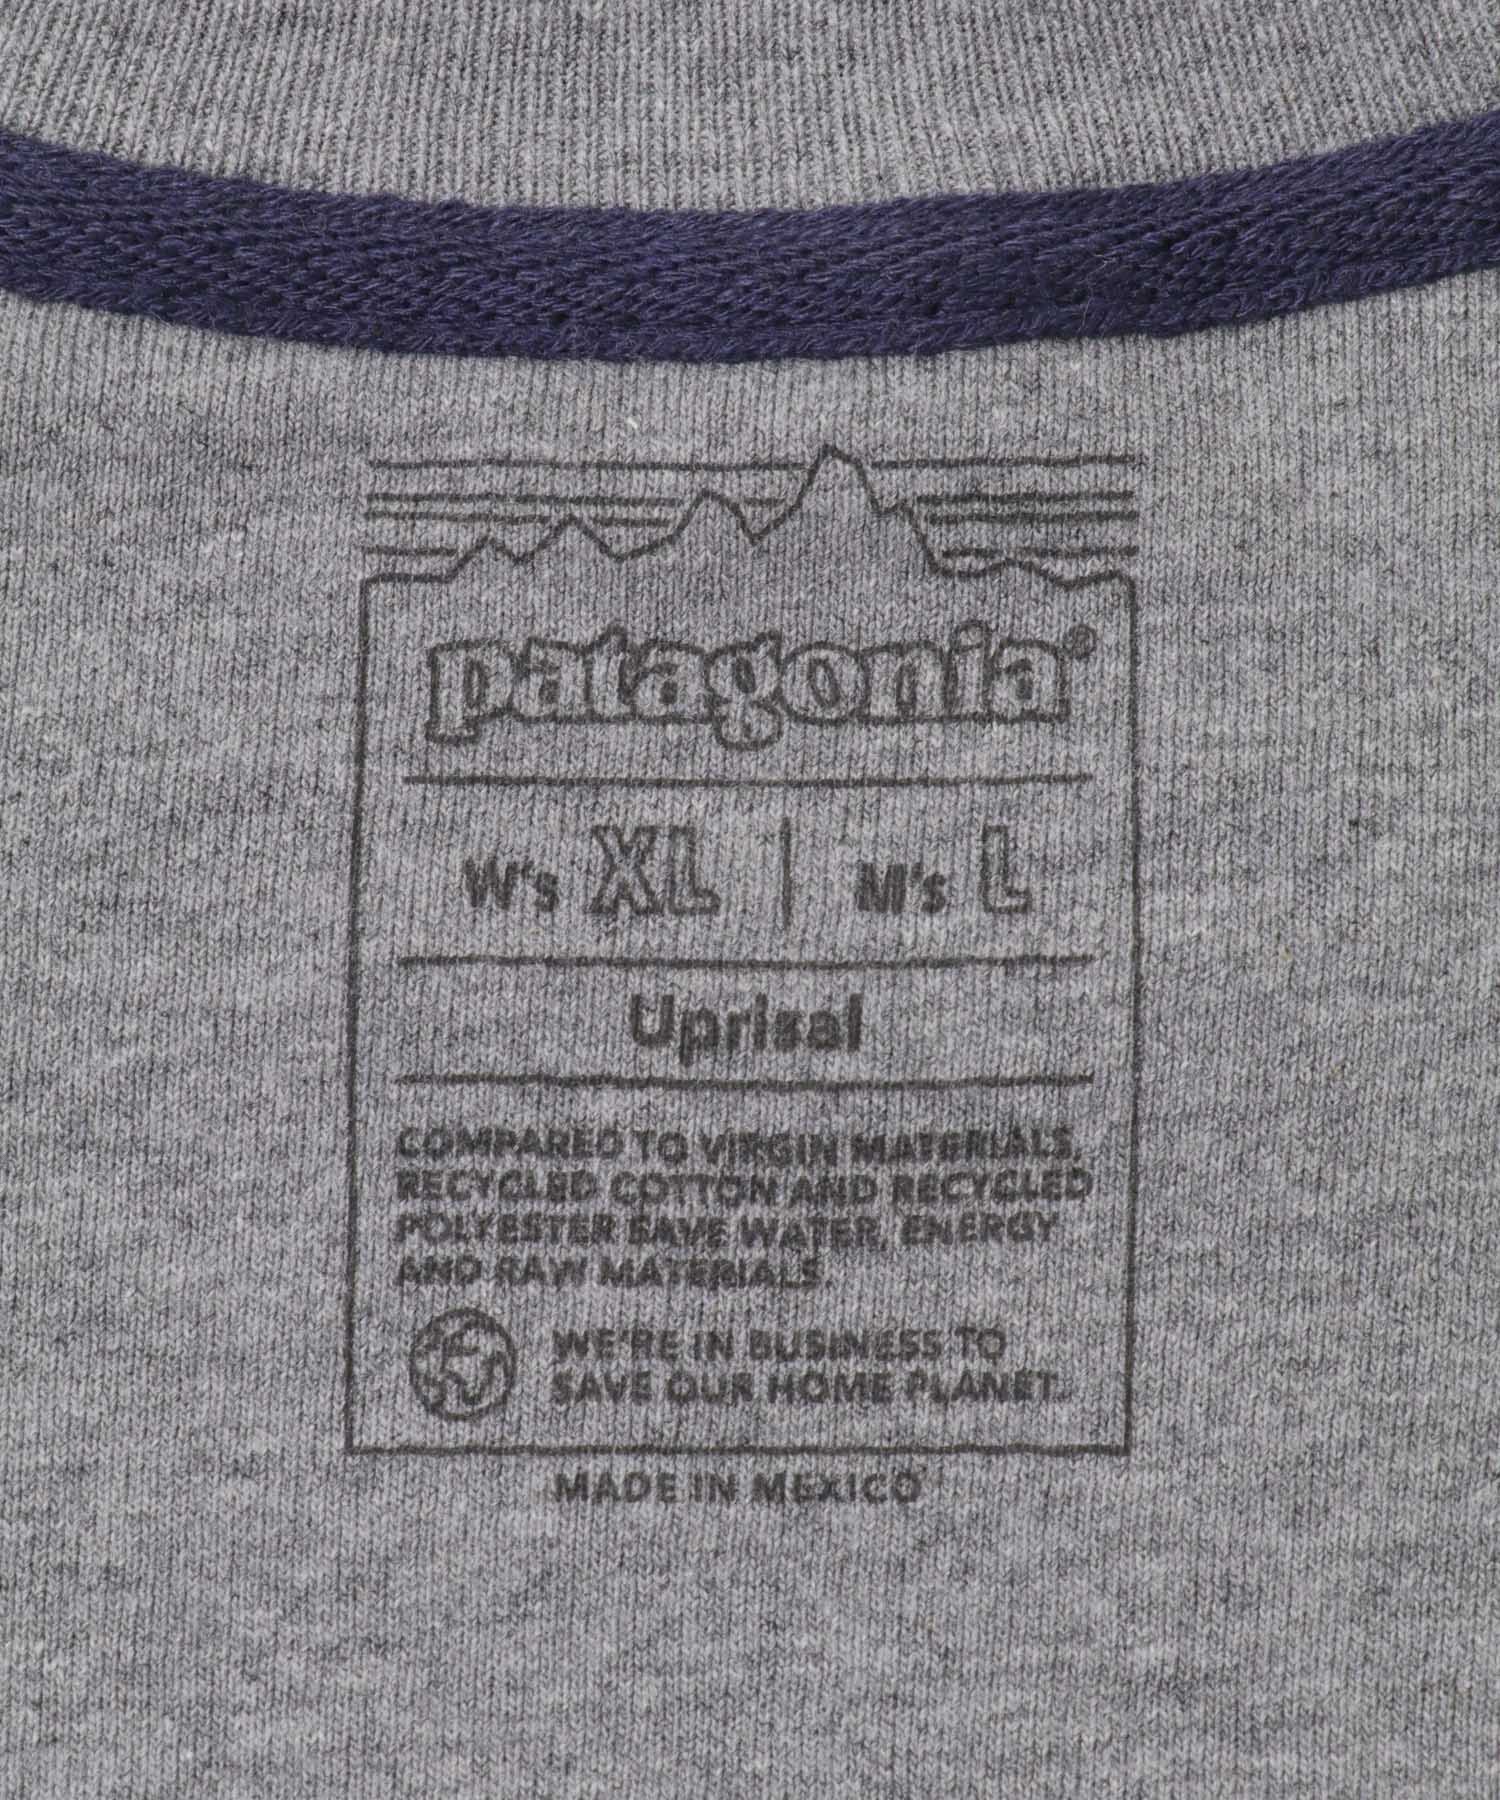 patagonia®
W's XL | M's L
Uprisal
COMPARED TO VIRGIN MATERIALS,
RECYCLED COTTON AND RECYCLED
POLYESTER SAVE WATER, ENERGY
AND RAW MATERIALS.
WE'RE IN BUSINESS TO
SAVE OUR HOME PLANET.
MADE IN MEXICO